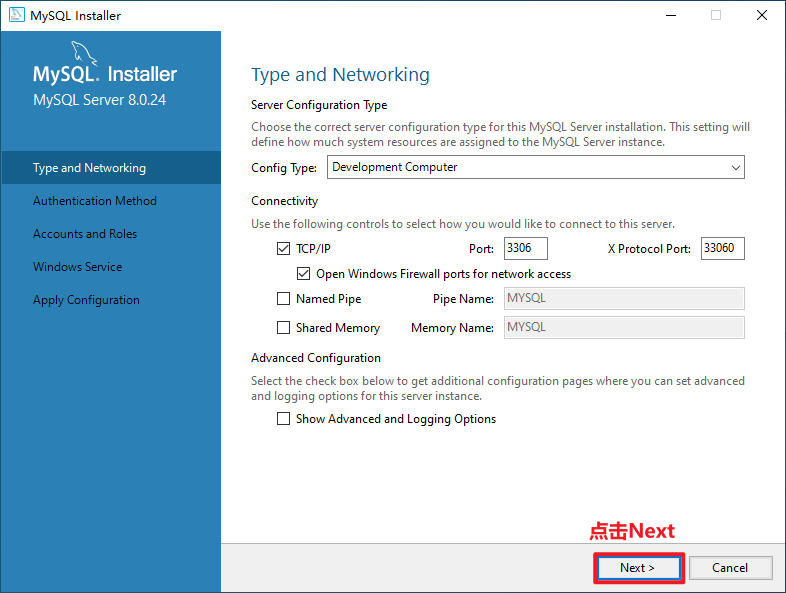 MySQL Installer
MySQL. Installer
MySQL Server 8.0.24
Type and Networking
Authentication Method
Accounts and Roles
Windows Service
Apply Configuration
Type and Networking
Server Configuration Type
Choose the correct server configuration type for this MySQL Server installation. This setting will
define how much system resources are assigned to the MySQL Server instance.
Config Type: Development Computer
Connectivity
Use the following controls to select how you would like to connect to this server.
TCP/IP Port: 3306 X Protocol Port: 33060
Open Windows Firewall ports for network access
Named Pipe Pipe Name: MYSQL
Shared Memory Memory Name: MYSQL
Advanced Configuration
Select the check box below to get additional configuration pages where you can set advanced
and logging options for this server instance.
Show Advanced and Logging Options
点击Next
Next > Cancel